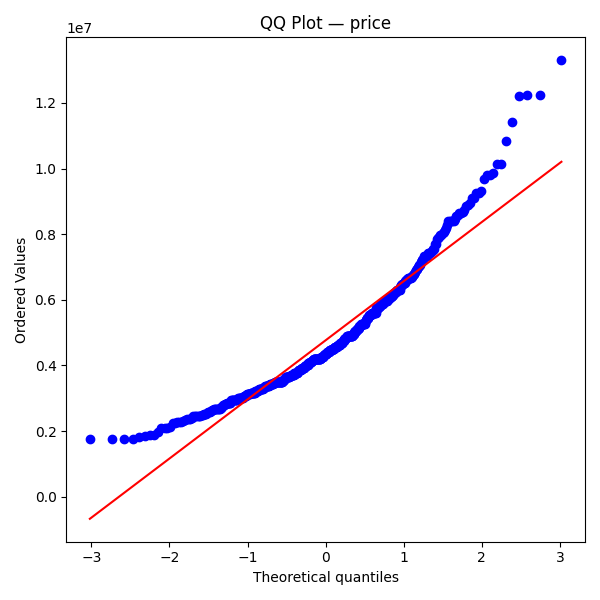 QQ Plot — price
1e7
1.2
1.0
0.8
0.6
0.4
0.2
0.0
Ordered Values
−3 −2 −1 0 1 2 3
Theoretical quantiles